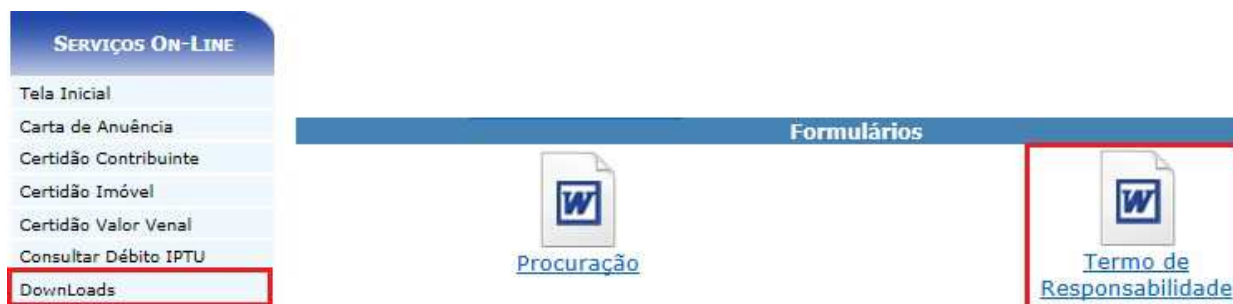 Serviços On-Line
Tela Inicial
Carta de Anuência
Certidão Contribuinte
Certidão Imóvel
Certidão Valor Venal
Consultar Débito IPTU
DownLoads
Formulários
W
Procuração
W
Termo de
Responsabilidade